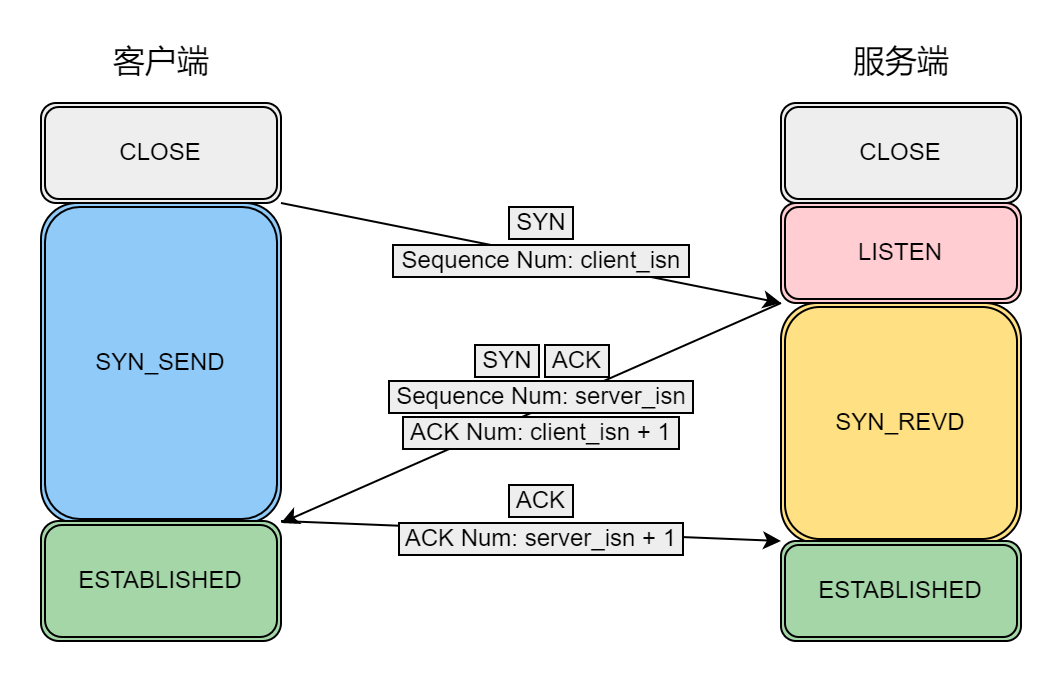 客户端
服务端
CLOSE
CLOSE
SYN
Sequence Num: client_isn
LISTEN
SYN_SEND
SYN ACK
Sequence Num: server_isn
ACK Num: client_isn + 1
SYN_REVD
ACK
ACK Num: server_isn + 1
ESTABLISHED
ESTABLISHED